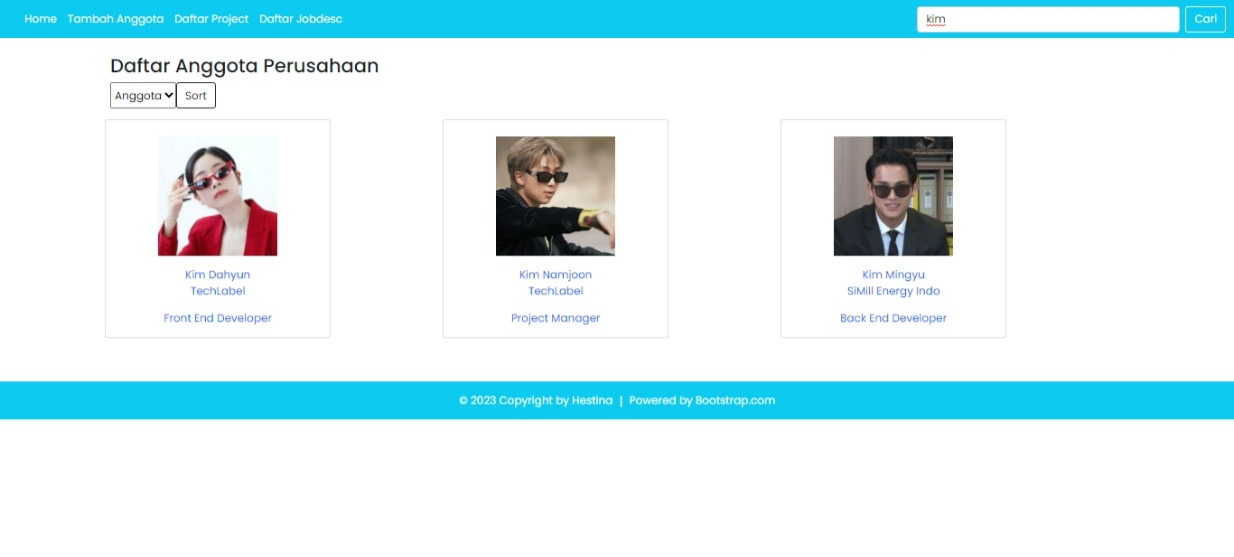 Home Tambah Anggota Daftar Project Daftar Jobdesc kim Cari
Daftar Anggota Perusahaan
Anggota Sort
Kim Dahyun
TechLabel
Front End Developer
Kim Namjoon
TechLabel
Project Manager
Kim Mingyu
SiMill Energy Indo
Back End Developer
© 2023 Copyright by Hestina | Powered by Bootstrap.com